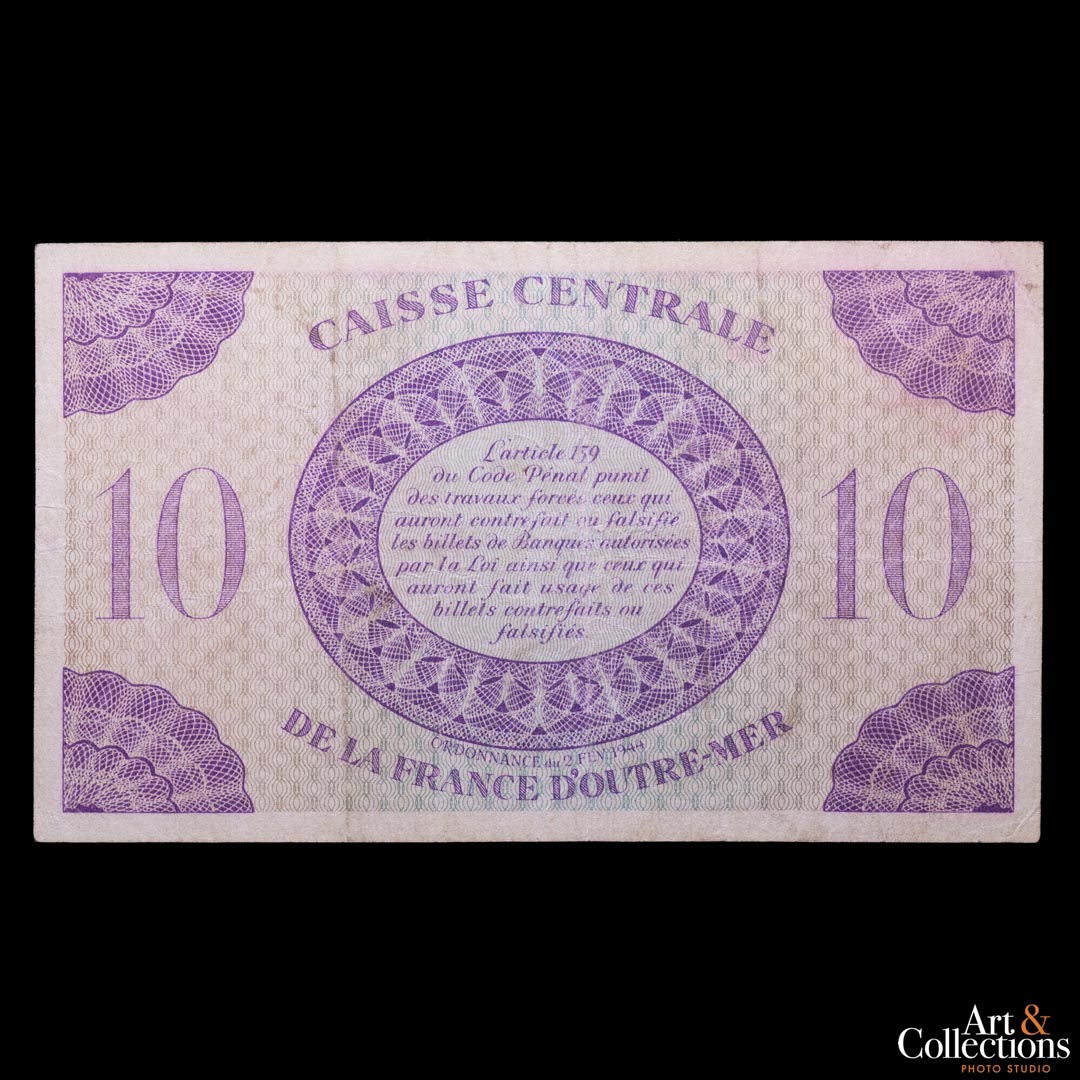 CAISSE CENTRALE
L'article 139
du Code Pénal punit
des travaux forcés ceux qui
auront contrefait ou falsifié
les billets de Banques autorisées
par la Loi ainsi que ceux qui
auront fait usage de ces
billets contrefaits ou
falsifiés.
10
10
ORDONNANCE du 2 FEV. 1944
DE LA FRANCE D'OUTRE-MER
Art &
Collections
PHOTO STUDIO